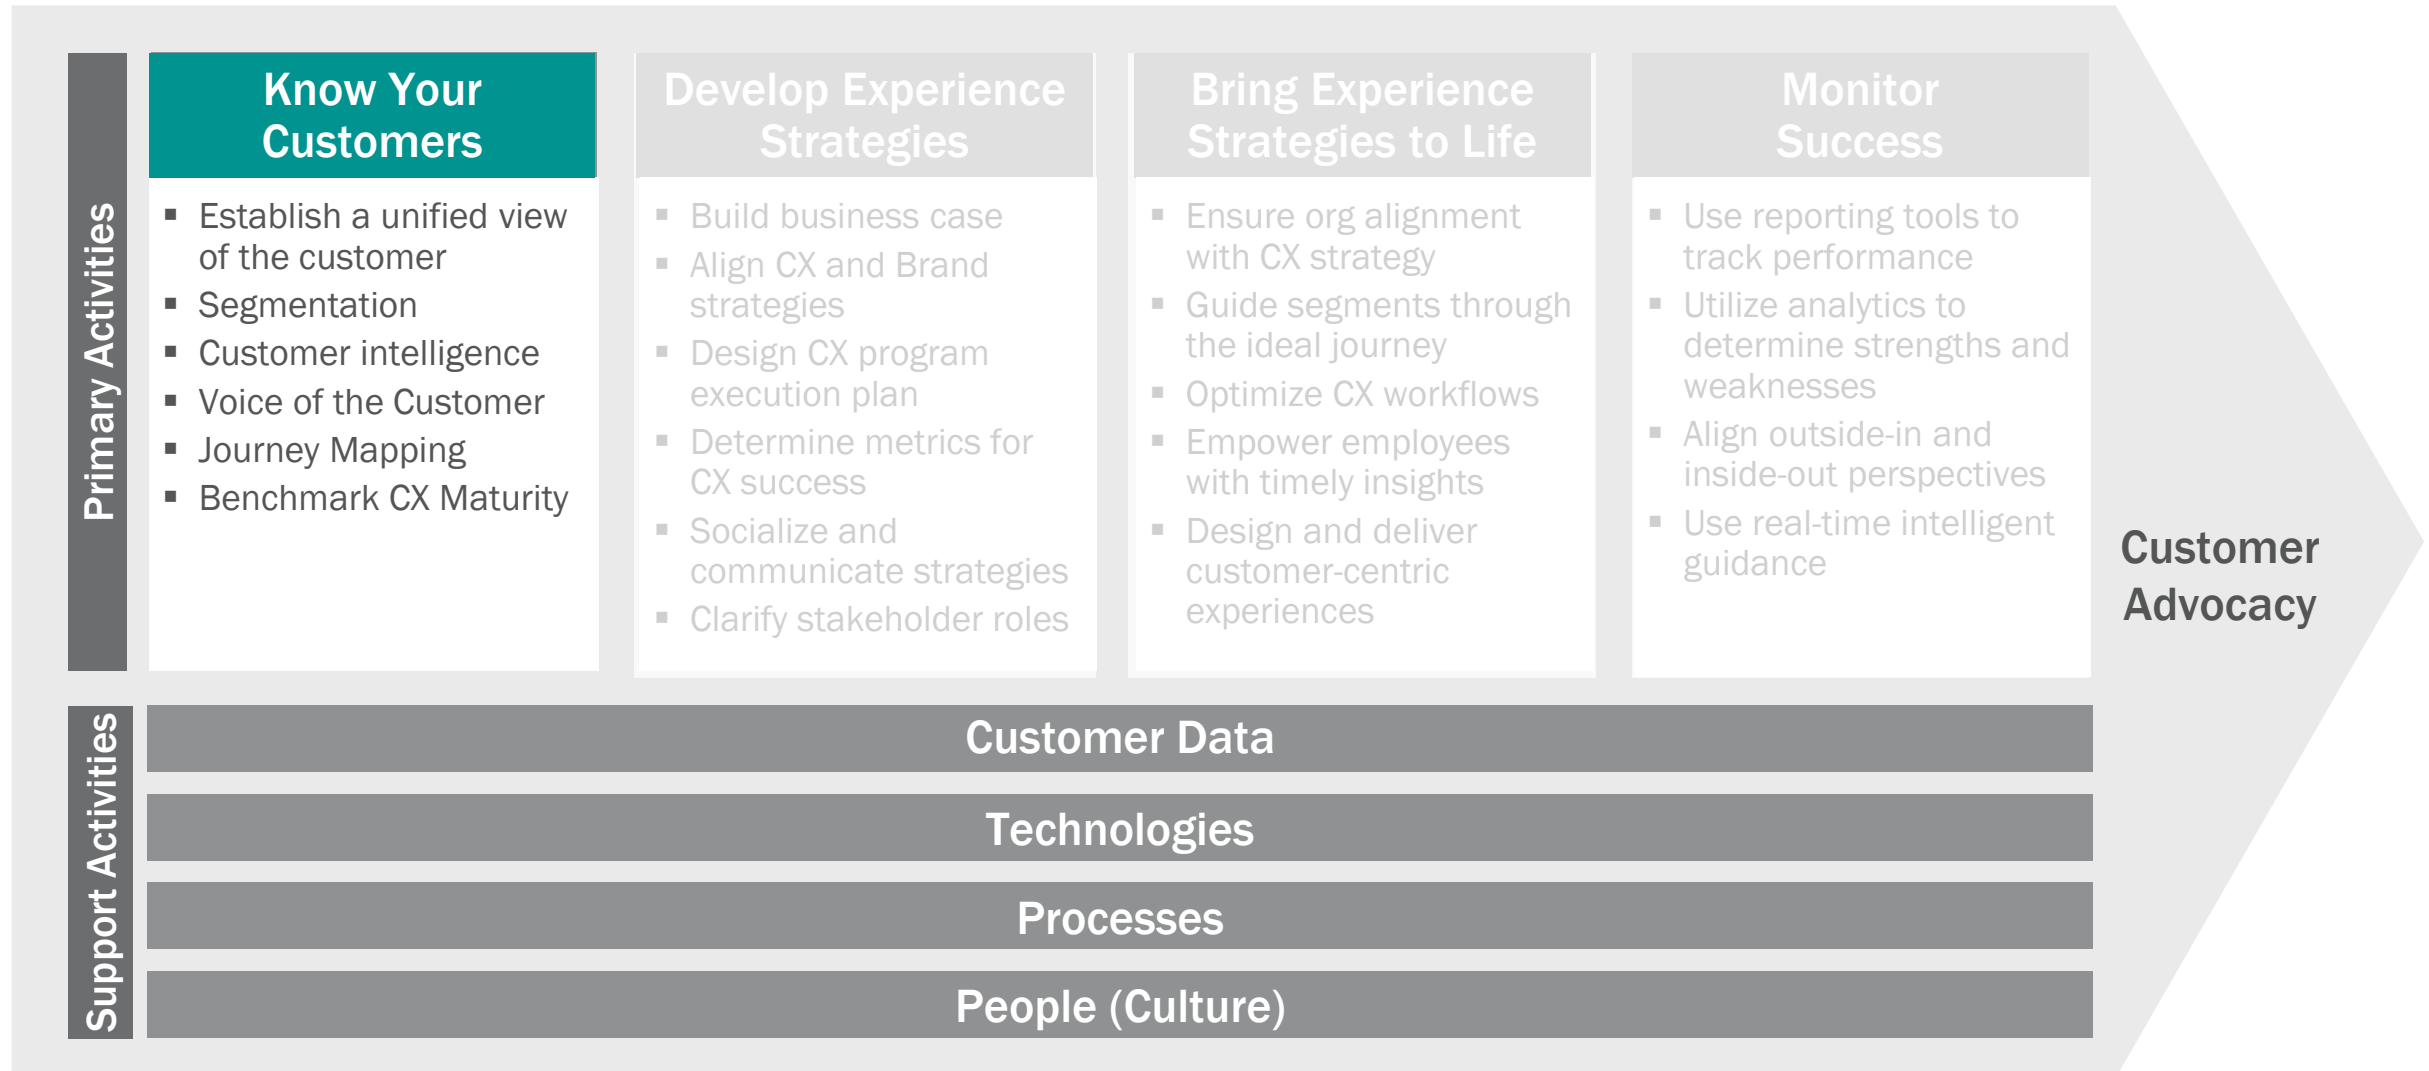 Primary Activities
Know Your
Customers
▪ Establish a unified view
of the customer
▪ Segmentation
▪ Customer intelligence
▪ Voice of the Customer
▪ Journey Mapping
▪ Benchmark CX Maturity
Develop Experience
Strategies
▪ Build business case
▪ Align CX and Brand
strategies
▪ Design CX program
execution plan
▪ Determine metrics for
CX success
▪ Socialize and
communicate strategies
▪ Clarify stakeholder roles
Bring Experience
Strategies to Life
▪ Ensure org alignment
with CX strategy
▪ Guide segments through
the ideal journey
▪ Optimize CX workflows
▪ Empower employees
with timely insights
▪ Design and deliver
customer-centric
experiences
Monitor
Success
▪ Use reporting tools to
track performance
▪ Utilize analytics to
determine strengths and
weaknesses
▪ Align outside-in and
inside-out perspectives
▪ Use real-time intelligent
guidance
Customer
Advocacy
Support Activities
Customer Data
Technologies
Processes
People (Culture)